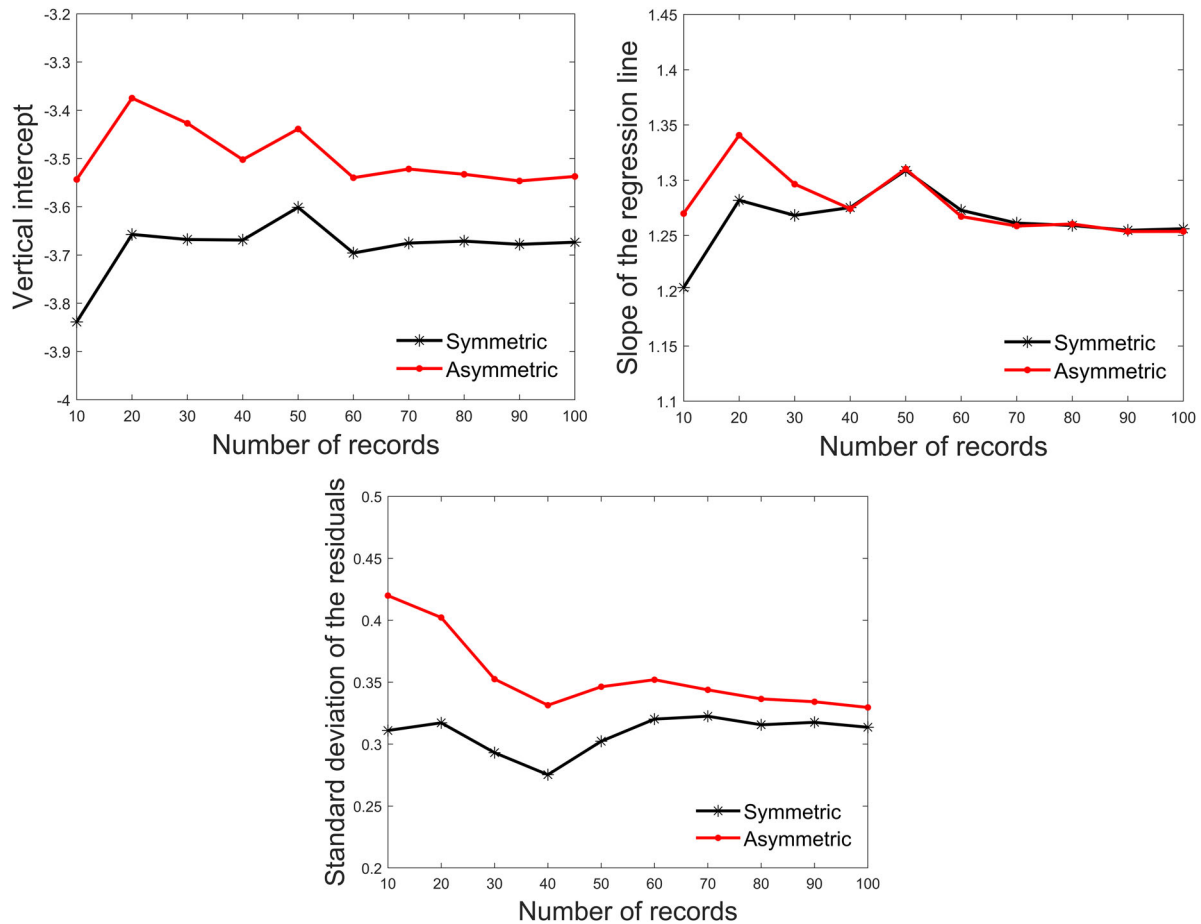 Vertical intercept
-3.2
-3.3
-3.4
-3.5
-3.6
-3.7
-3.8
-3.9
-4
Symmetric
Asymmetric
10 20 30 40 50 60 70 80 90 100
Number of records
Slope of the regression line
1.45
1.4
1.35
1.3
1.25
1.2
1.15
1.1
Symmetric
Asymmetric
10 20 30 40 50 60 70 80 90 100
Number of records
Standard deviation of the residuals
0.5
0.45
0.4
0.35
0.3
0.25
0.2
Symmetric
Asymmetric
10 20 30 40 50 60 70 80 90 100
Number of records